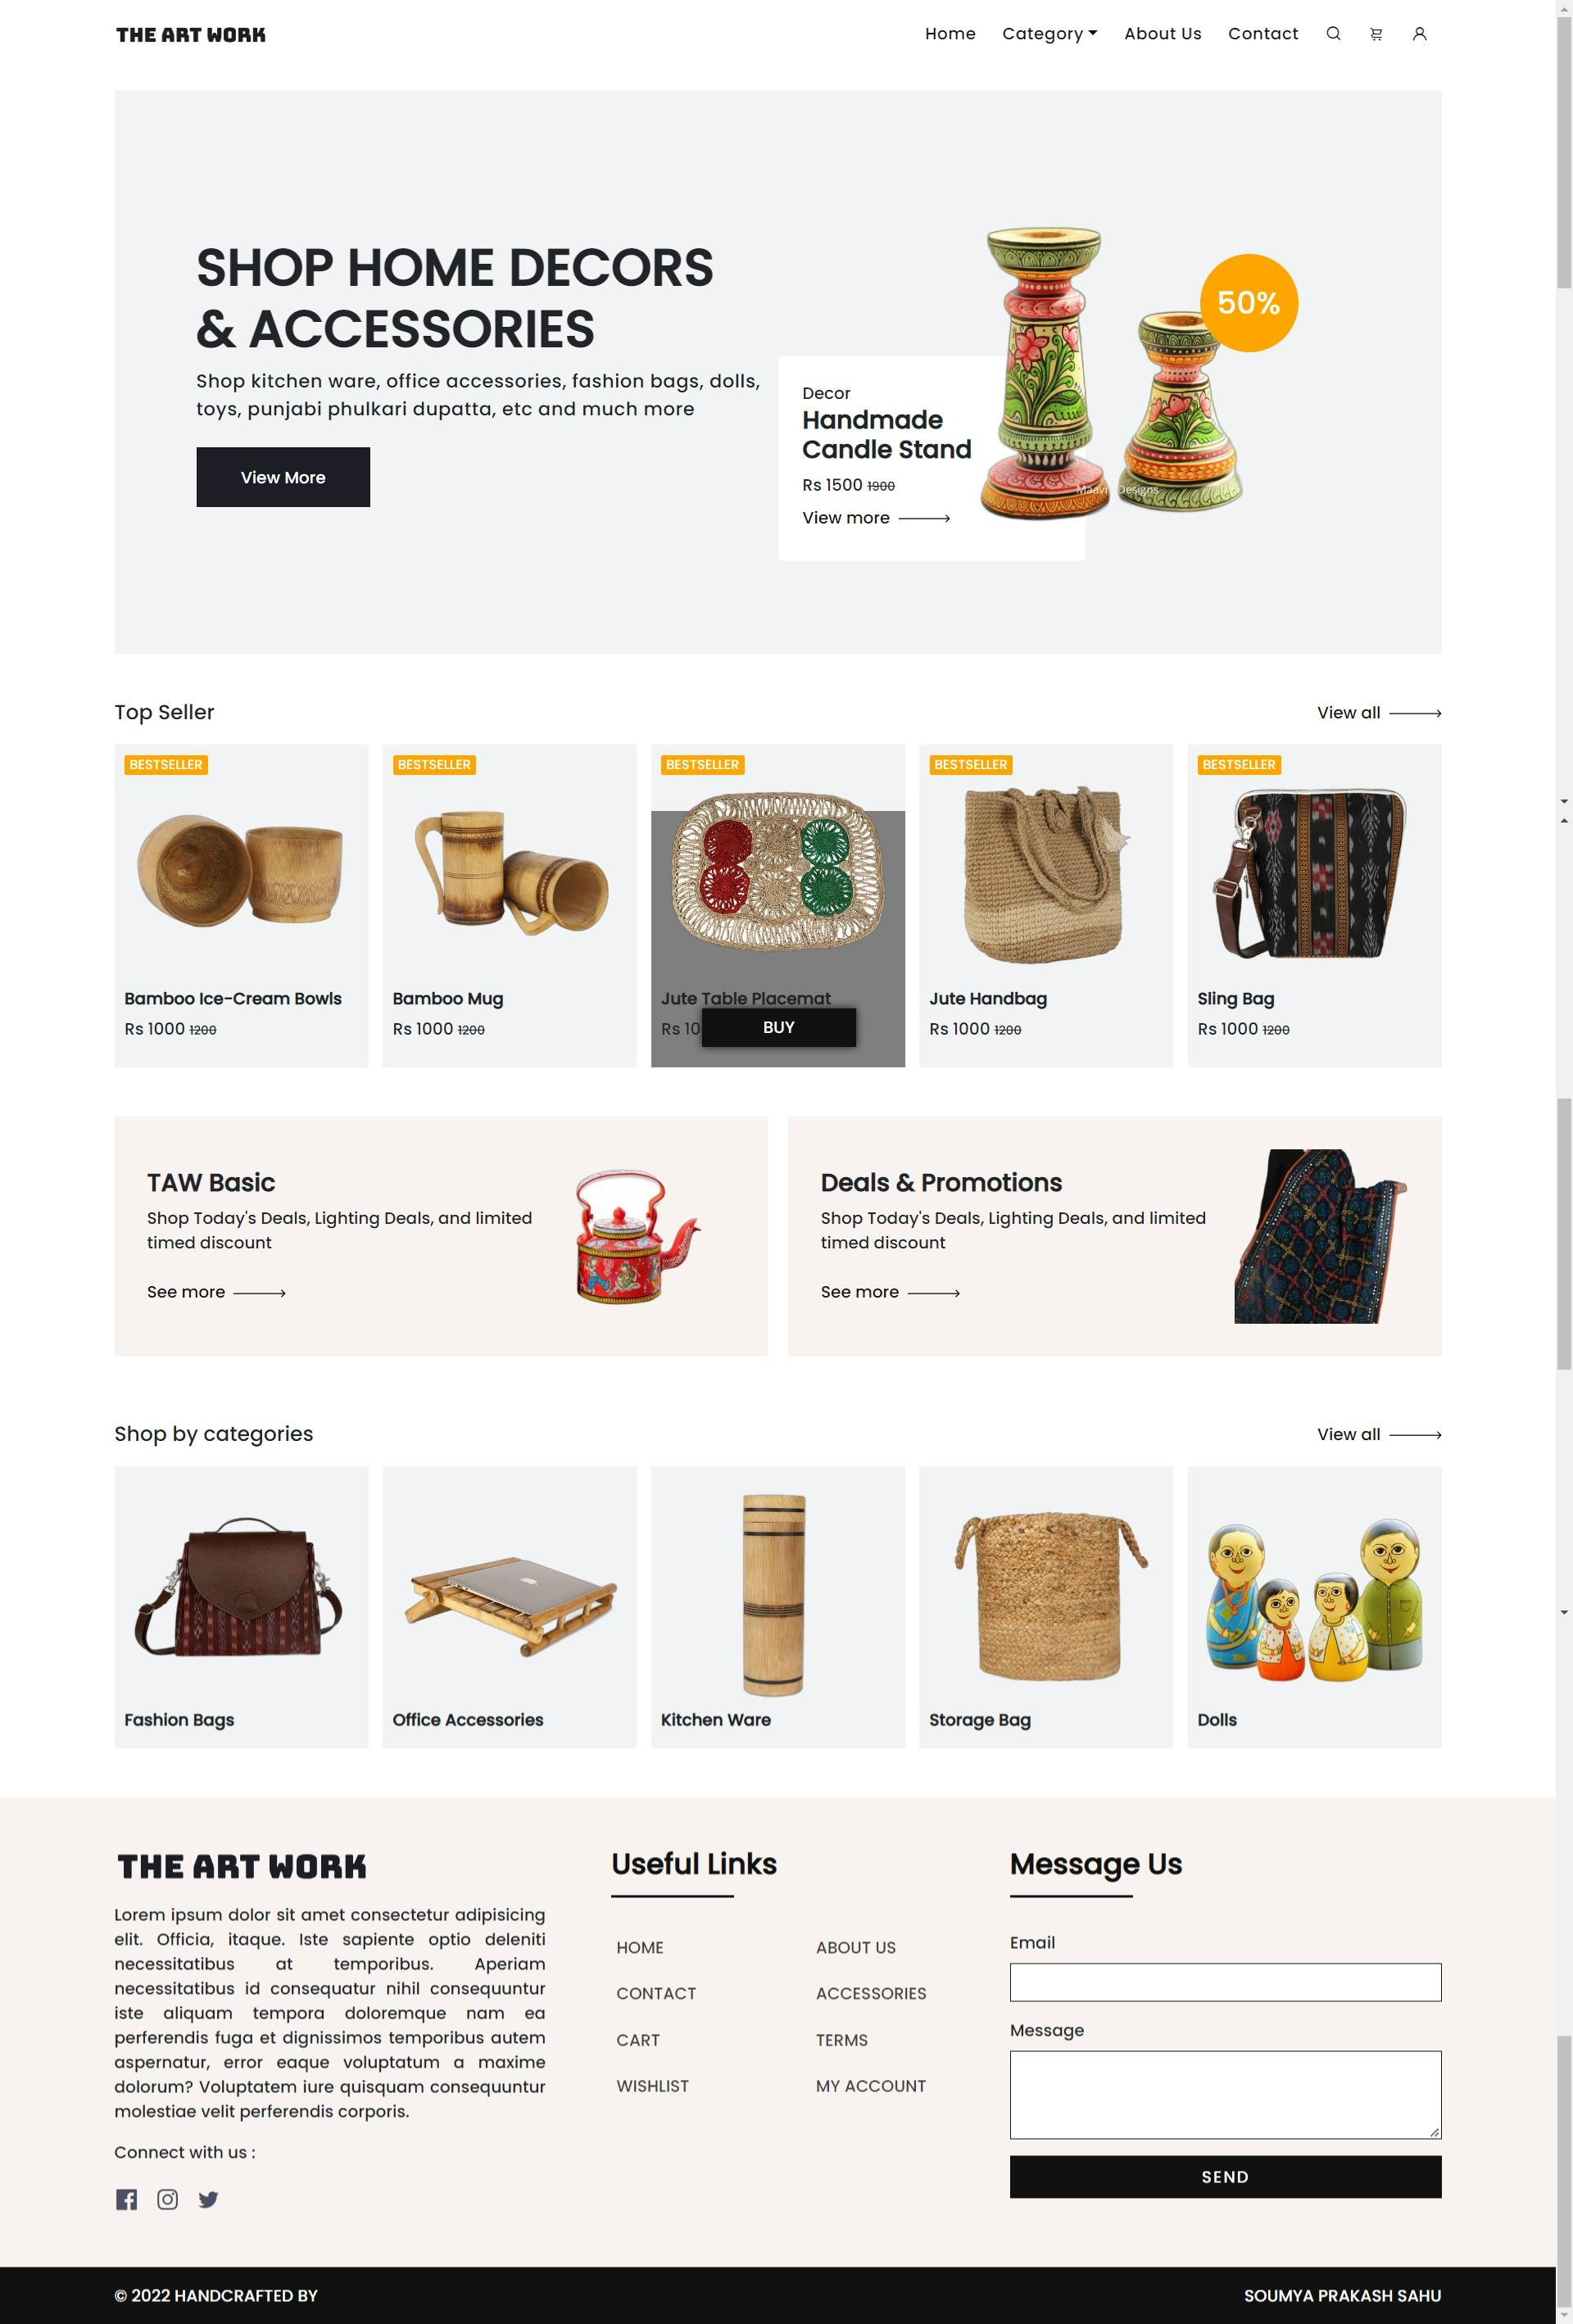 THE ART WORK
Home Category About Us Contact
SHOP HOME DECORS
& ACCESSORIES
Shop kitchen ware, office accessories, fashion bags, dolls,
toys, punjabi phulkari dupatta, etc and much more
View More
50%
Decor
Handmade
Candle Stand
Rs 1500 1900
View more
Designs
Top Seller
View all
BESTSELLER
Bamboo Ice-Cream Bowls
Rs 1000 1200
BESTSELLER
Bamboo Mug
Rs 1000 1200
BESTSELLER
Jute Table Placemat
Rs 10
BUY
BESTSELLER
Jute Handbag
Rs 1000 1200
BESTSELLER
Sling Bag
Rs 1000 1200
TAW Basic
Shop Today's Deals, Lighting Deals, and limited
timed discount
See more
Deals & Promotions
Shop Today's Deals, Lighting Deals, and limited
timed discount
See more
Shop by categories
View all
Fashion Bags
Office Accessories
Kitchen Ware
Storage Bag
Dolls
THE ART WORK
Lorem ipsum dolor sit amet consectetur adipisicing
elit. Officia, itaque. Iste sapiente optio deleniti
necessitatibus at temporibus. Aperiam
necessitatibus id consequatur nihil consequuntur
iste aliquam tempora doloremque nam ea
perferendis fuga et dignissimos temporibus autem
aspernatur, error eaque voluptatum a maxime
dolorum? Voluptatem iure quisquam consequuntur
molestiae velit perferendis corporis.
Connect with us :
Useful Links
HOME
ABOUT US
CONTACT
ACCESSORIES
CART
TERMS
WISHLIST
MY ACCOUNT
Message Us
Email
Message
SEND
© 2022 HANDCRAFTED BY
SOUMYA PRAKASH SAHU